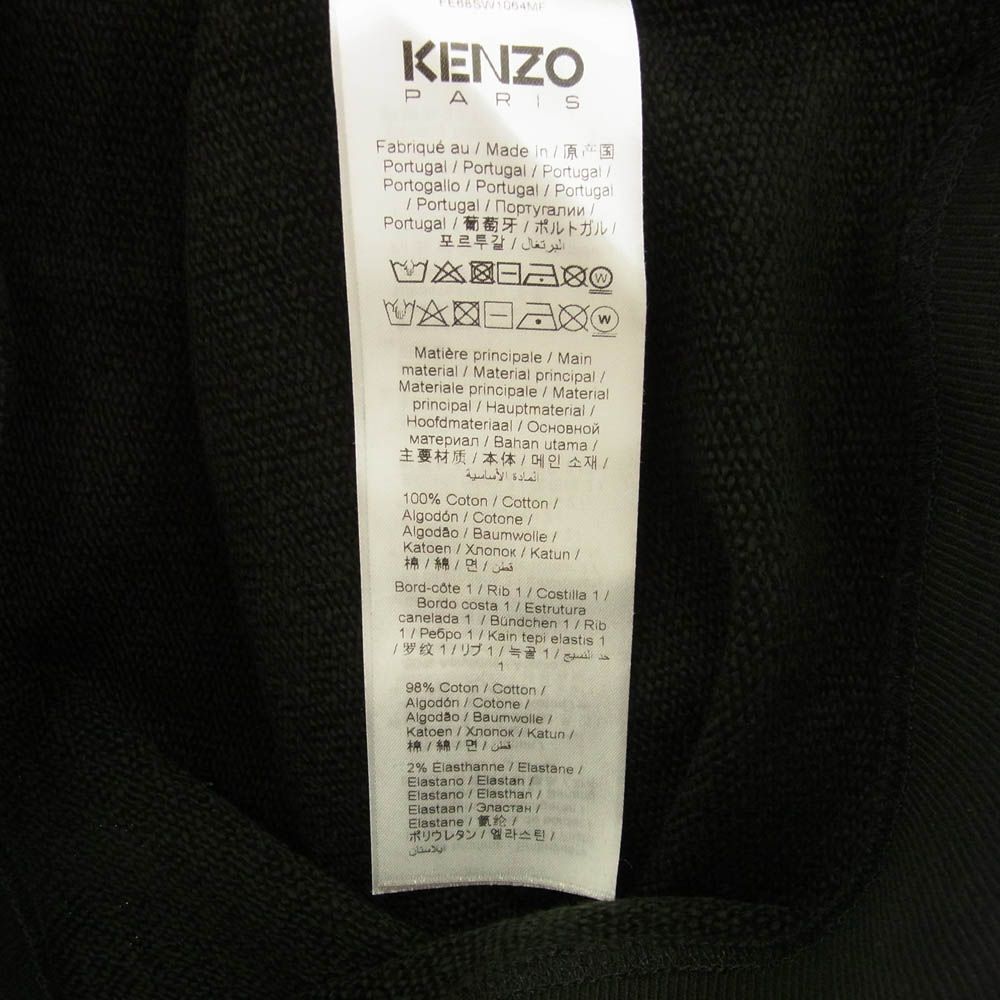 FE68SW1064MF
KENZO
PARIS
Fabriqué au / Made in / 原产国
Portugal / Portugal / Portugal /
Portogallo / Portugal / Portugal
/ Portugal / Португалии /
Portugal / 葡萄牙 / ポルトガル /
포르투갈 / البرتغال
W
W
Matière principale / Main
material / Material principal /
Materiale principale / Material
principal / Hauptmaterial /
Hoofdmateriaal / Основной
материал / Bahan utama /
主要材质 / 本体 / 메인 소재 /
المادة الأساسية
100% Coton / Cotton /
Algodón / Cotone /
Algodão / Baumwolle /
Katoen / Хлопок / Katun /
棉 / 綿 / 면 / قطن
Bord-côte 1 / Rib 1 / Costilla 1 /
Bordo costa 1 / Estrutura
canelada 1 / Bündchen 1 / Rib
1 / Ребро 1 / Kain tepi elastis 1
/ 罗纹 1 / リブ 1 / 늑골 1 / حد النسيج
1
98% Coton / Cotton /
Algodón / Cotone /
Algodão / Baumwolle /
Katoen / Хлопок / Katun /
棉 / 綿 / 면 / قطن
2% Élasthanne / Elastane /
Elastano / Elastan /
Elastano / Elasthan /
Elastaan / Эластан /
Elastane / 氨纶 /
ポリウレタン / 엘라스틴 /
ايلاستان